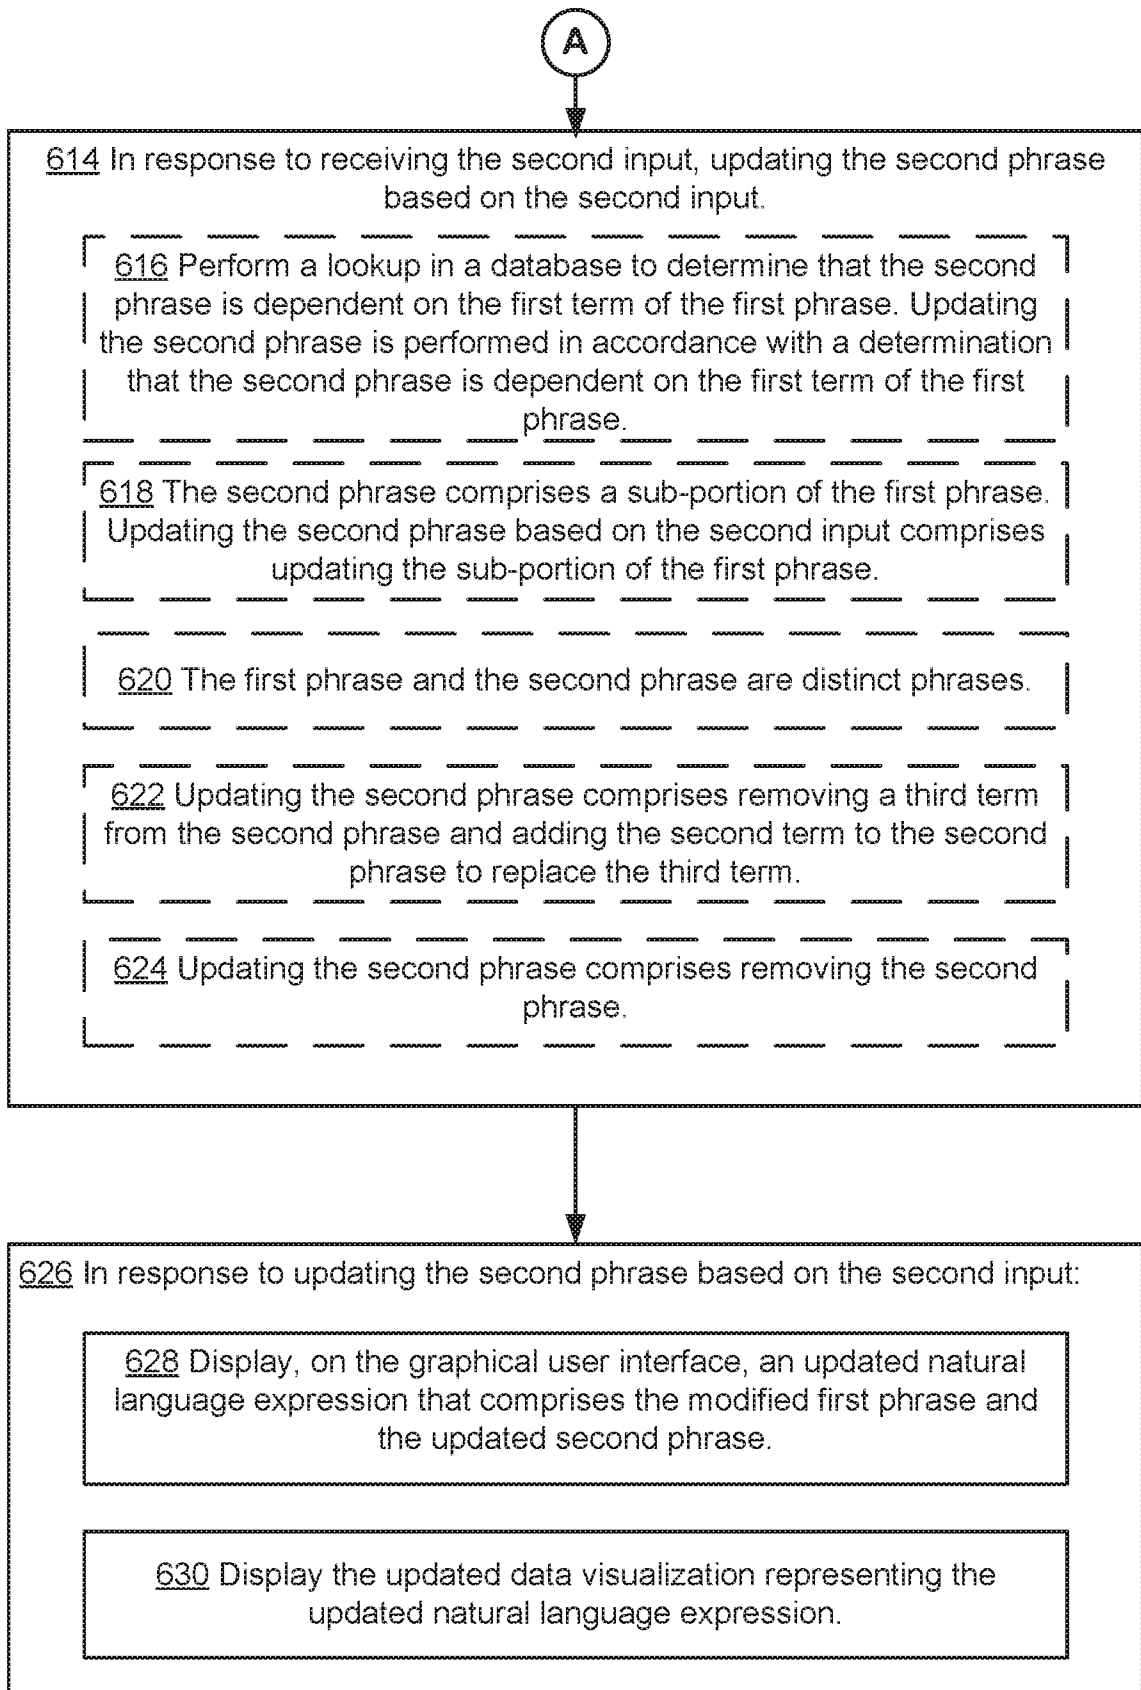 A
614 In response to receiving the second input, updating the second phrase
based on the second input.
616 Perform a lookup in a database to determine that the second
phrase is dependent on the first term of the first phrase. Updating
the second phrase is performed in accordance with a determination
that the second phrase is dependent on the first term of the first
phrase.
618 The second phrase comprises a sub-portion of the first phrase.
Updating the second phrase based on the second input comprises
updating the sub-portion of the first phrase.
620 The first phrase and the second phrase are distinct phrases.
622 Updating the second phrase comprises removing a third term
from the second phrase and adding the second term to the second
phrase to replace the third term.
624 Updating the second phrase comprises removing the second
phrase.
626 In response to updating the second phrase based on the second input:
628 Display, on the graphical user interface, an updated natural
language expression that comprises the modified first phrase and
the updated second phrase.
630 Display the updated data visualization representing the
updated natural language expression.